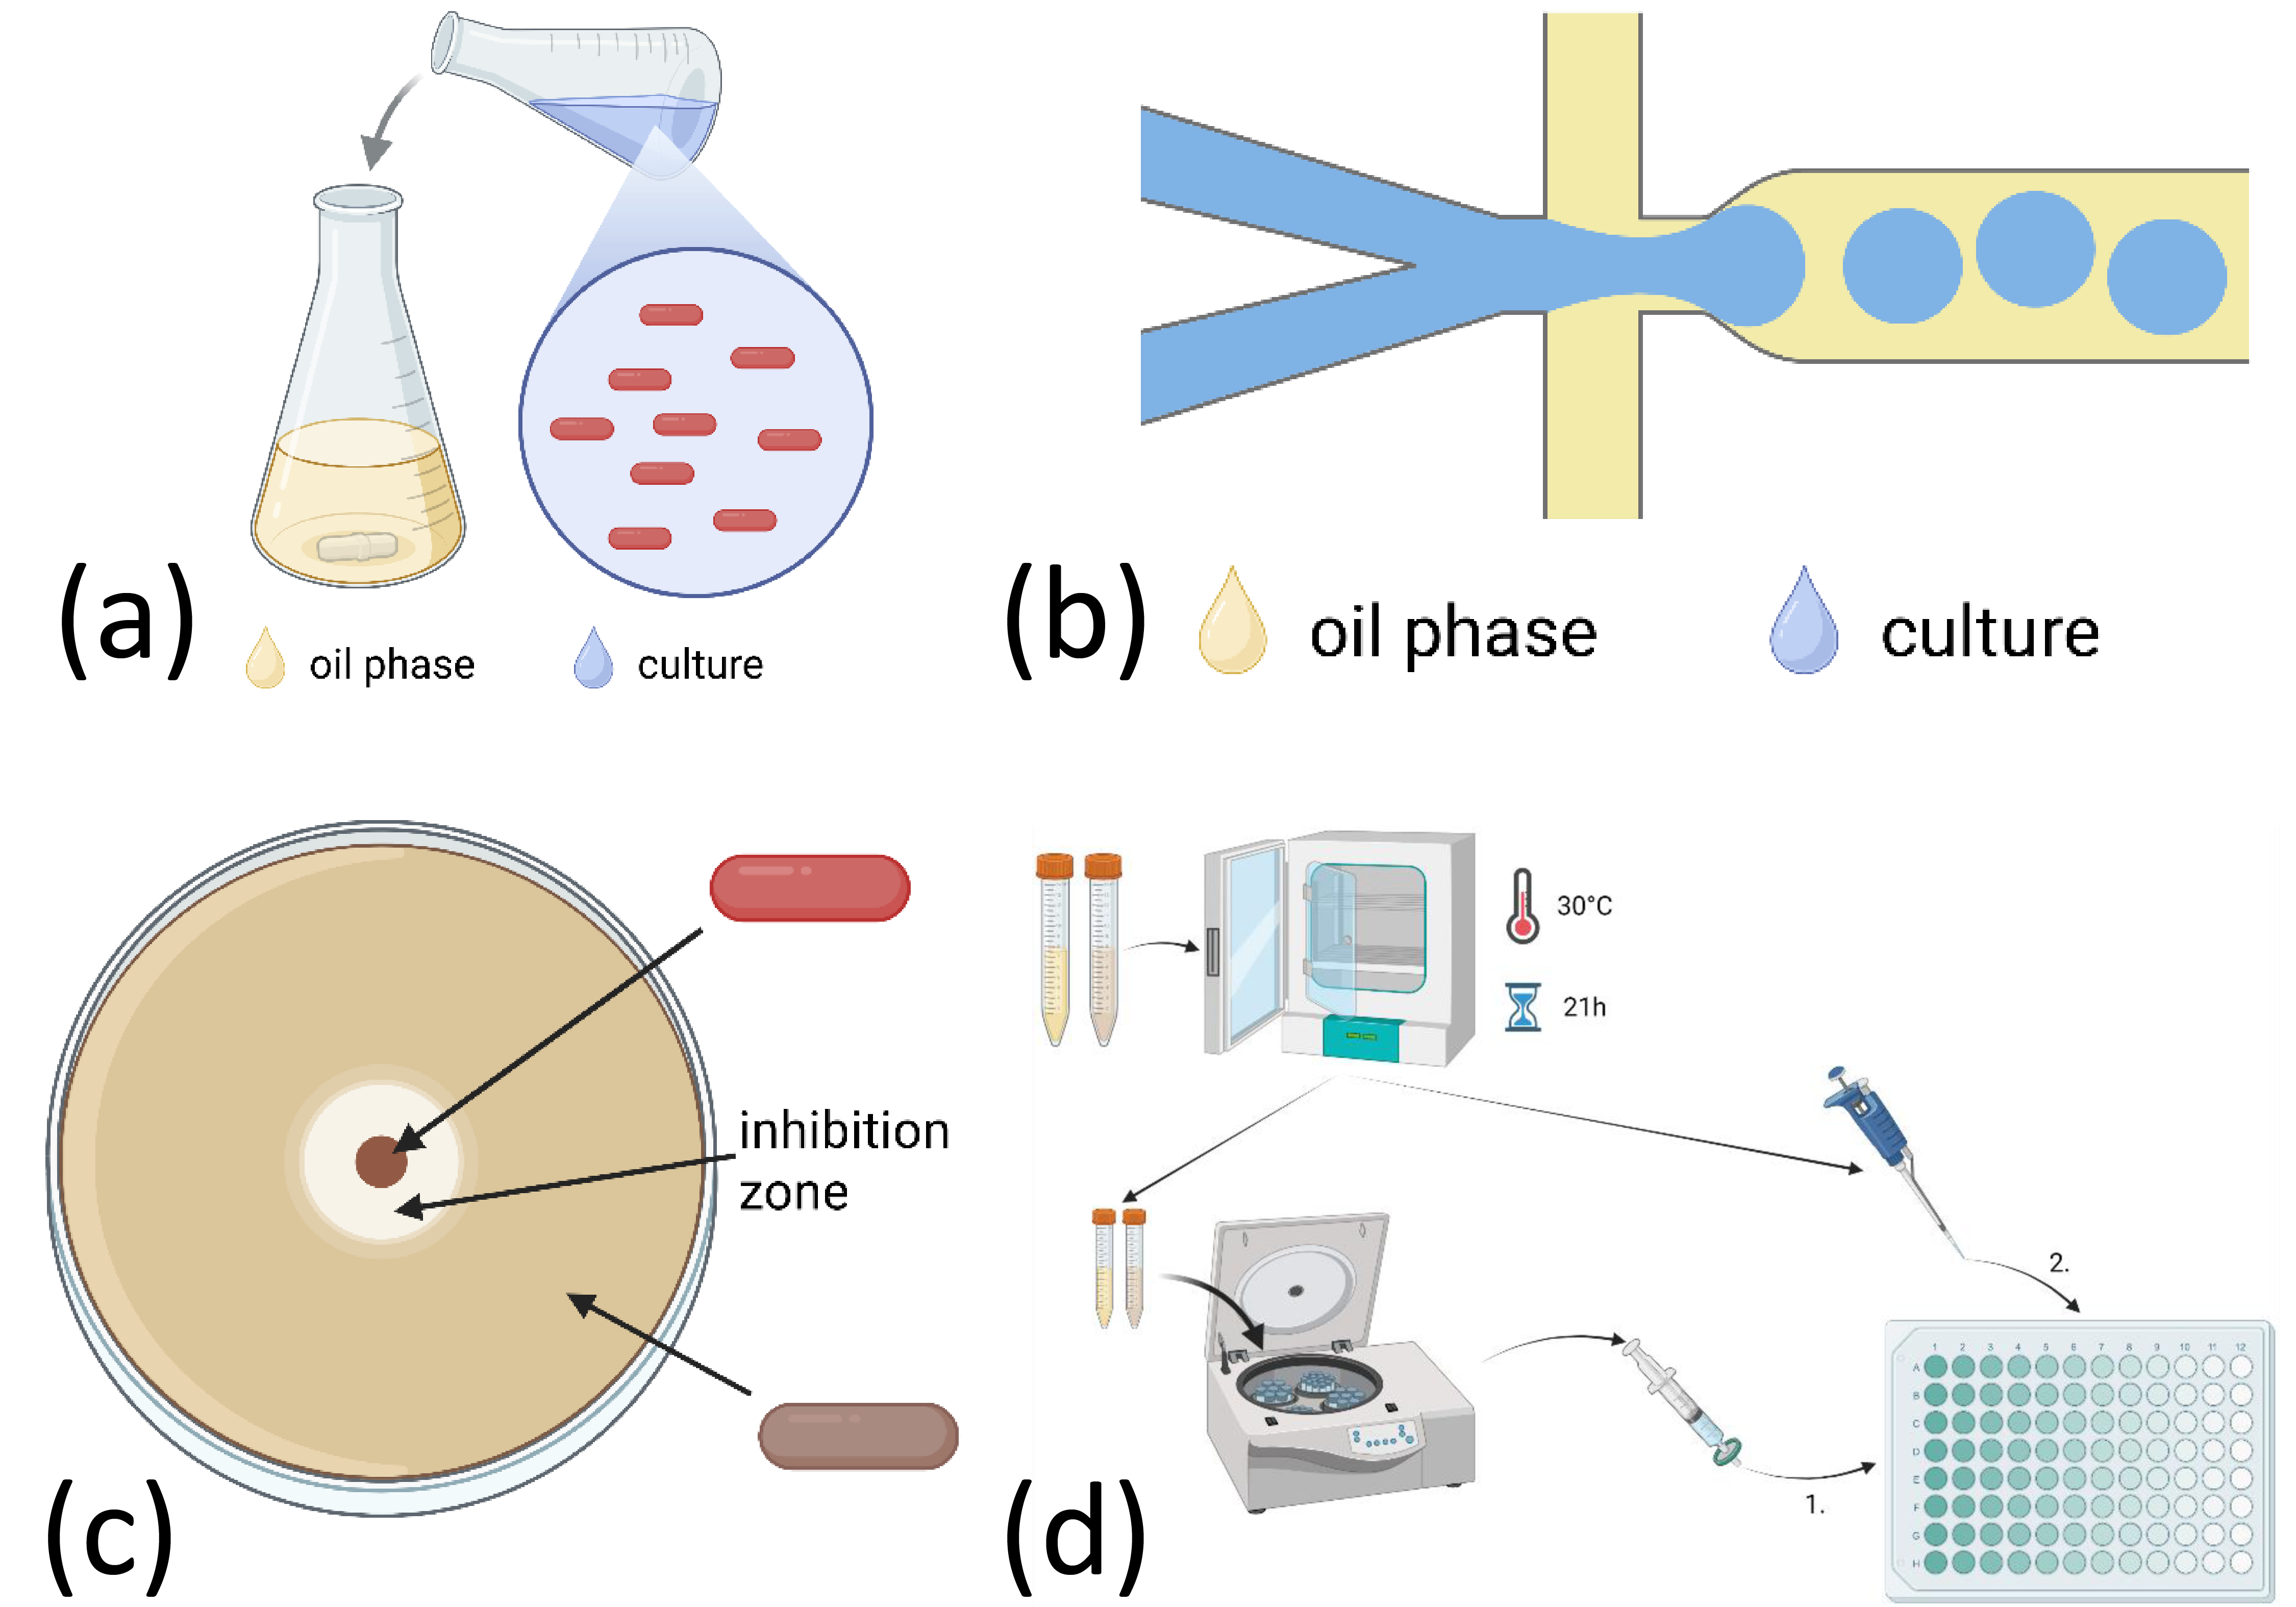 (a)
oil phase culture
(b)
oil phase culture
inhibition
zone
(c)
30°C
21h
2.
1.
1 2 3 4 5 6 7 8 9 10 11 12
A
B
C
D
E
F
G
H
(d)